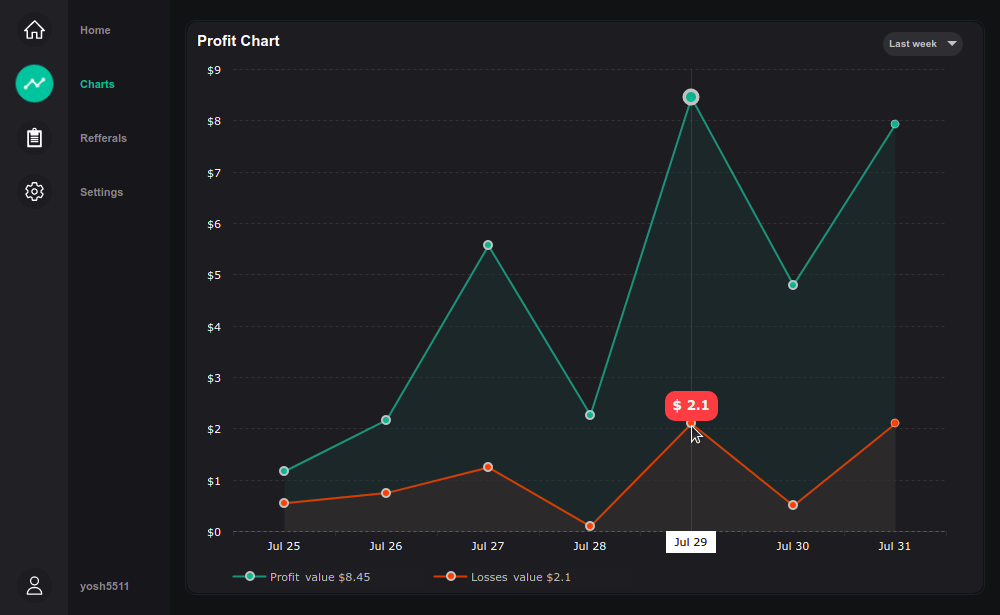 Home
Charts
Refferals
Settings
yosh5511
Profit Chart
Last week
$9
$8
$7
$6
$5
$4
$3
$2
$1
$0
$ 2.1
Jul 25 Jul 26 Jul 27 Jul 28 Jul 29 Jul 30 Jul 31
Profit value $8.45 Losses value $2.1